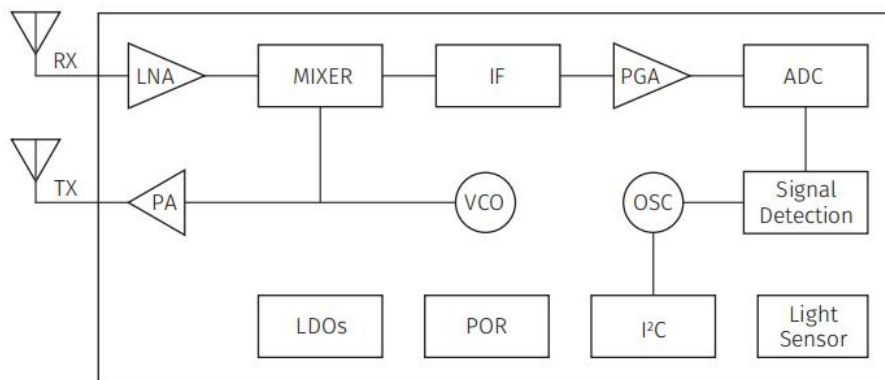 RX
LNA
MIXER
IF
PGA
ADC
TX
PA
VCO
OSC
Signal
Detection
LDOs
POR
I²C
Light
Sensor